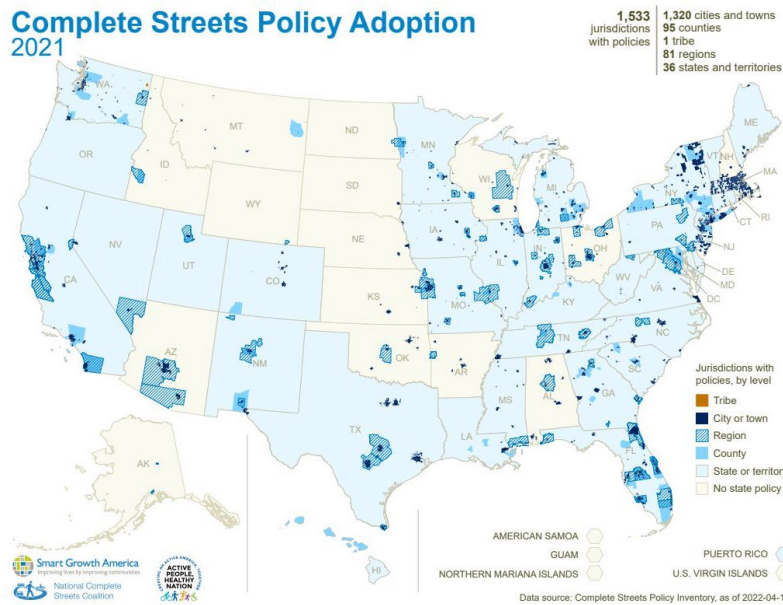 Complete Streets Policy Adoption
2021
1,533
jurisdictions
with policies
1,320 cities and towns
95 counties
1 tribe
81 regions
36 states and territories
WA
MT
ND
MN
ME
OR
ID
SD
WI
MI
VT
NH
MA
NY
WY
IA
PA
CT
RI
NE
NJ
NV
UT
IL
IN
OH
DE
MD
CA
CO
KS
MO
WV
VA
DC
KY
AZ
NM
OK
AR
TN
NC
SC
MS
AL
GA
TX
LA
FL
AK
HI
Jurisdictions with
policies, by level
Tribe
City or town
Region
County
State or territor
No state policy
AMERICAN SAMOA
GUAM
NORTHERN MARIANA ISLANDS
PUERTO RICO
U.S. VIRGIN ISLANDS
Smart Growth America
Improving lives by improving communities
National Complete
Streets Coalition
ACTIVE
PEOPLE,
HEALTHY
NATION
Data source: Complete Streets Policy Inventory, as of 2022-04-1